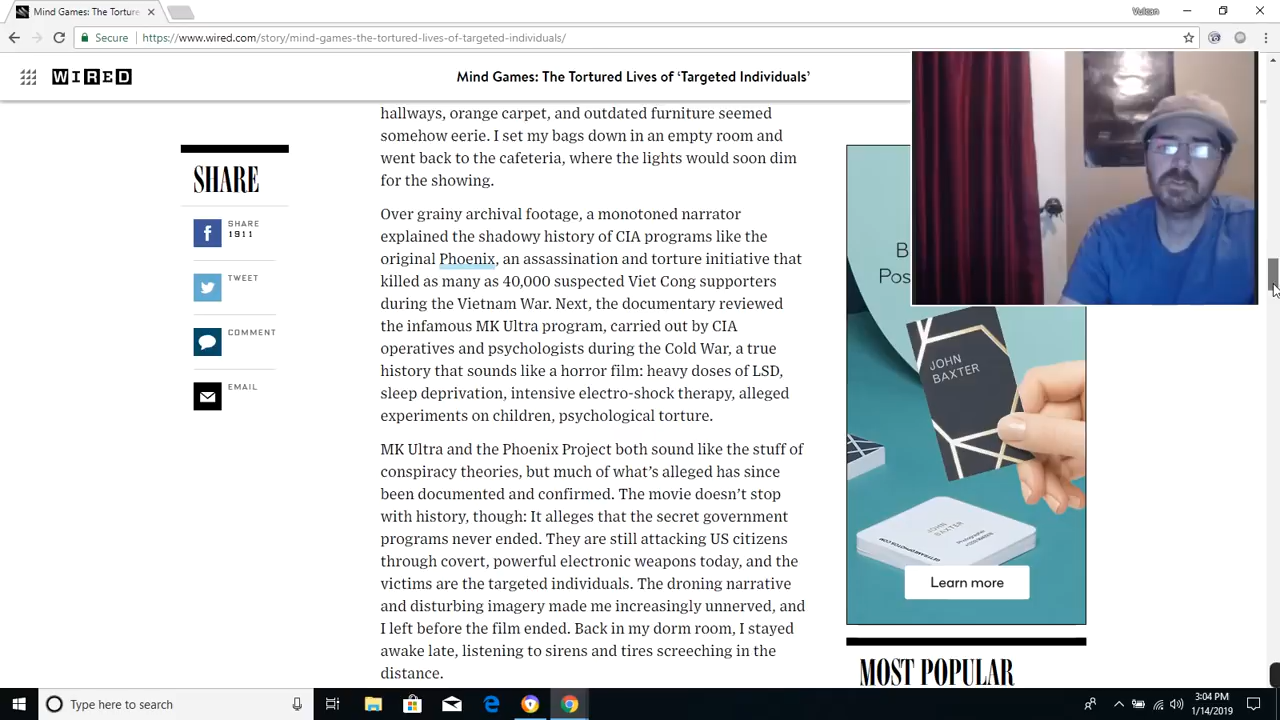 Mind Games: The Torture
Vulkan
Secure
https://www.wired.com/story/mind-games-the-tortured-lives-of-targeted-individuals/
WIRED
Mind Games: The Tortured Lives of ‘Targeted Individuals’
SHARE
SHARE
1911
TWEET
COMMENT
EMAIL
hallways, orange carpet, and outdated furniture seemed
somehow eerie. I set my bags down in an empty room and
went back to the cafeteria, where the lights would soon dim
for the showing.
Over grainy archival footage, a monotoned narrator
explained the shadowy history of CIA programs like the
original Phoenix, an assassination and torture initiative that
killed as many as 40,000 suspected Viet Cong supporters
during the Vietnam War. Next, the documentary reviewed
the infamous MK Ultra program, carried out by CIA
operatives and psychologists during the Cold War, a true
history that sounds like a horror film: heavy doses of LSD,
sleep deprivation, intensive electro-shock therapy, alleged
experiments on children, psychological torture.
MK Ultra and the Phoenix Project both sound like the stuff of
conspiracy theories, but much of what’s alleged has since
been documented and confirmed. The movie doesn’t stop
with history, though: It alleges that the secret government
programs never ended. They are still attacking US citizens
through covert, powerful electronic weapons today, and the
victims are the targeted individuals. The droning narrative
and disturbing imagery made me increasingly unnerved, and
I left before the film ended. Back in my dorm room, I stayed
awake late, listening to sirens and tires screeching in the
distance.
B
Pos
JOHN
BAXTER
JOHN
BAXTER
Learn more
MOST POPULAR
Type here to search
3:04 PM
1/14/2019